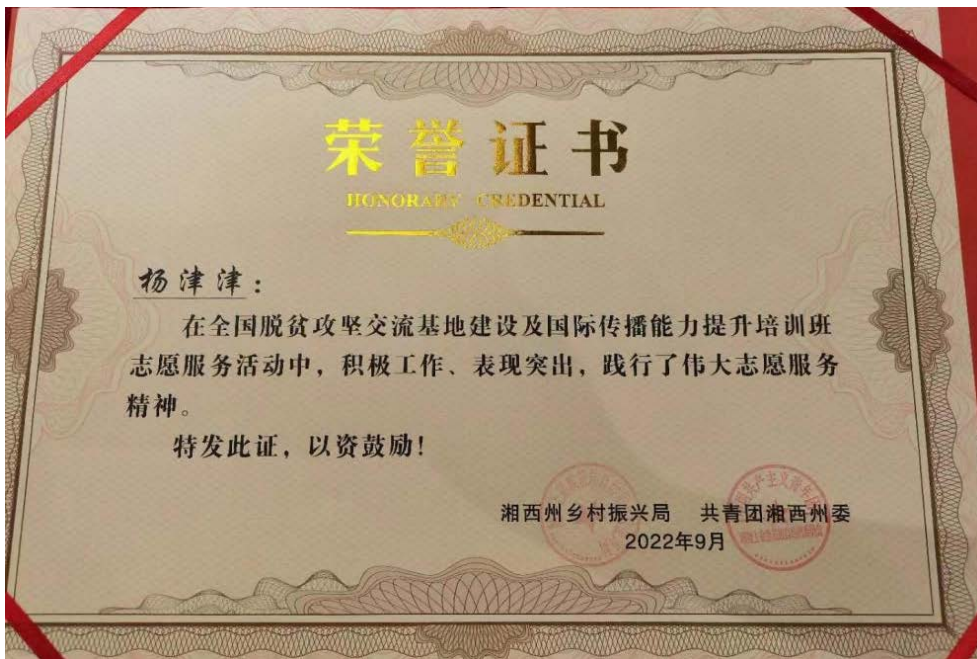 荣誉证书
HONORARY CREDENTIAL
杨津津：
在全国脱贫攻坚交流基地建设及国际传播能力提升培训班
志愿服务活动中，积极工作、表现突出，践行了伟大志愿服务
精神。
特发此证，以资鼓励！
湘西州乡村振兴局 共青团湘西州委
2022年9月